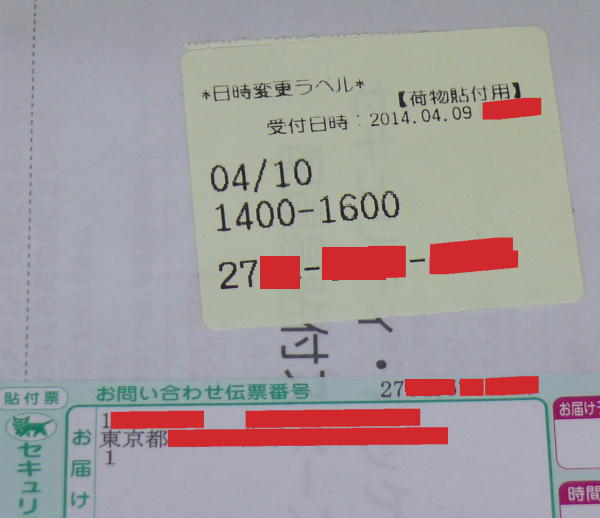 *日時変更ラベル*
【荷物貼付用】
受付日時：2014.04.09
04/10
1400-1600
27 - -
貼付票
お問い合わせ伝票番号 27
セキュリ
お届け
1
東京都
1
お届け
時間